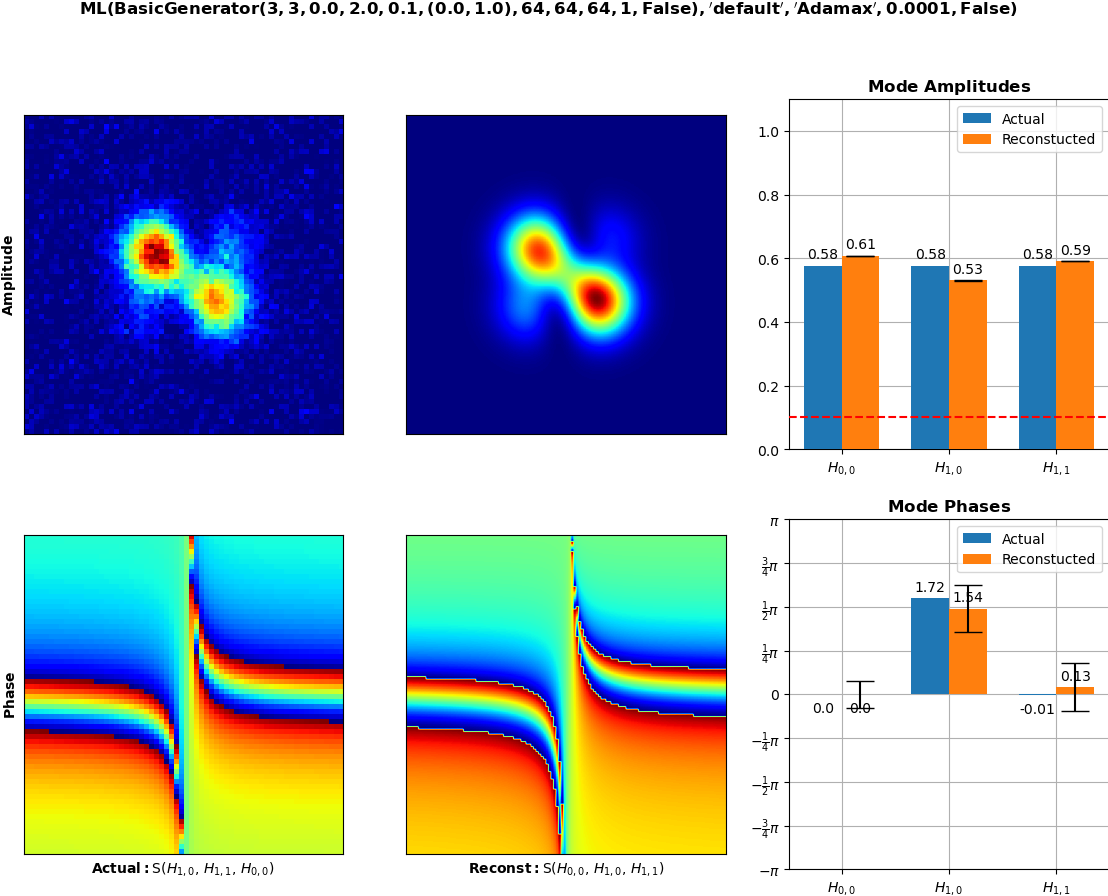 ML(BasicGenerator(3, 3, 0.0, 2.0, 0.1, (0.0, 1.0), 64, 64, 64, 1, False), ′default′, ′Adamax′, 0.0001, False)
Amplitude
Mode Amplitudes
Actual
Reconstucted
1.0
0.8
0.6
0.4
0.2
0.0
0.58
0.61
0.58
0.53
0.58
0.59
H0,0
H1,0
H1,1
Phase
Actual: S(H1,0, H1,1, H0,0)
Reconst: S(H0,0, H1,0, H1,1)
Mode Phases
Actual
Reconstucted
π
3/4π
1/2π
1/4π
0
−1/4π
−1/2π
−3/4π
−π
0.0
-0.0
1.72
1.54
-0.01
0.13
H0,0
H1,0
H1,1